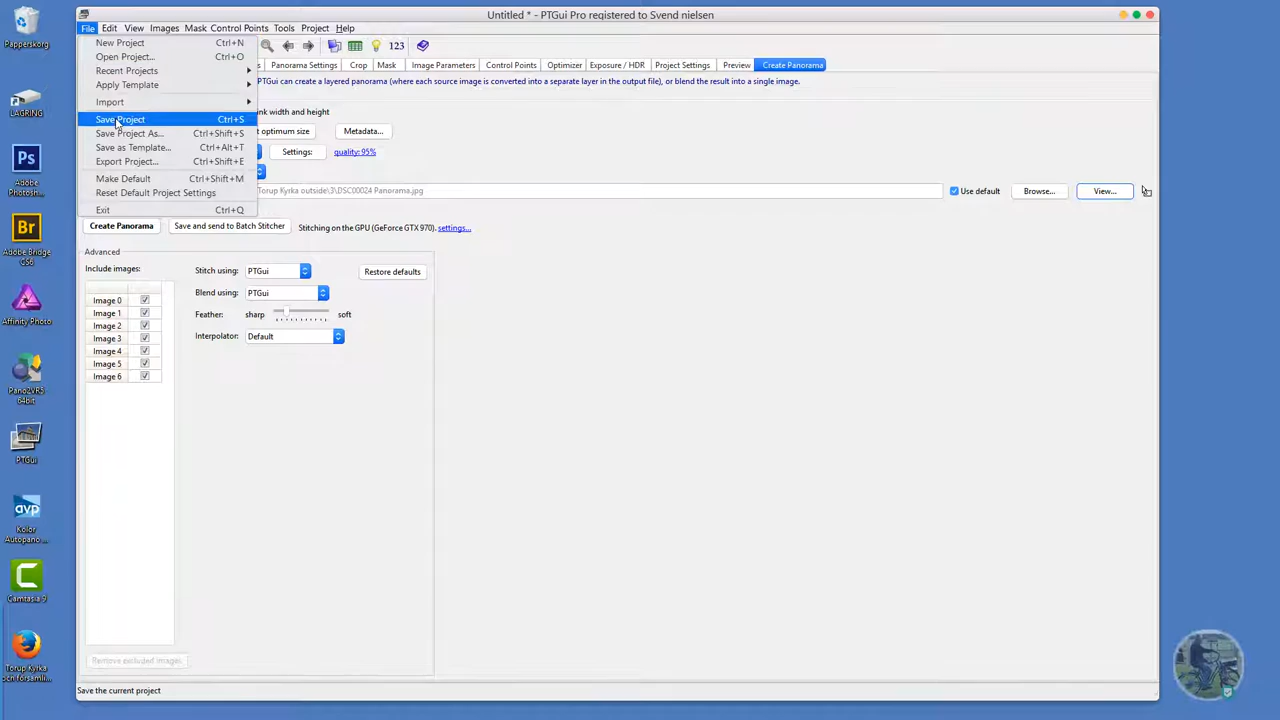 Untitled * - PTGui Pro registered to Svend nielsen
Papperskorg
File Edit View Images Mask Control Points Tools Project Help
New Project Ctrl+N
Open Project... Ctrl+O
Recent Projects
Apply Template
Import
Save Project Ctrl+S
Save Project As... Ctrl+Shift+S
Save as Template... Ctrl+Alt+T
Export Project... Ctrl+Shift+E
Make Default Ctrl+Shift+M
Reset Default Project Settings
Exit Ctrl+Q
123
s Panorama Settings Crop Mask Image Parameters Control Points Optimizer Exposure / HDR Project Settings Preview Create Panorama
PTGui can create a layered panorama (where each source image is converted into a separate layer in the output file), or blend the result into a single image.
nk width and height
t optimum size Metadata...
Settings: quality: 95%
Torup Kyrka outside\3\DSC00024 Panorama.jpg Use default Browse... View...
Create Panorama Save and send to Batch Stitcher Stitching on the GPU (GeForce GTX 970). settings...
Advanced
Include images: Stitch using: PTGui Restore defaults
Blend using: PTGui
Feather: sharp soft
Interpolator: Default
Image 0
Image 1
Image 2
Image 3
Image 4
Image 5
Image 6
Remove excluded images
Save the current project
LAGRING
Ps
Adobe
Photosh...
Br
Adobe Bridge
CS6
Affinity Photo
Pano2VR5
64bit
PTGui
avp
Kolor
Autopano...
Camtasia 9
Torup Kyrka